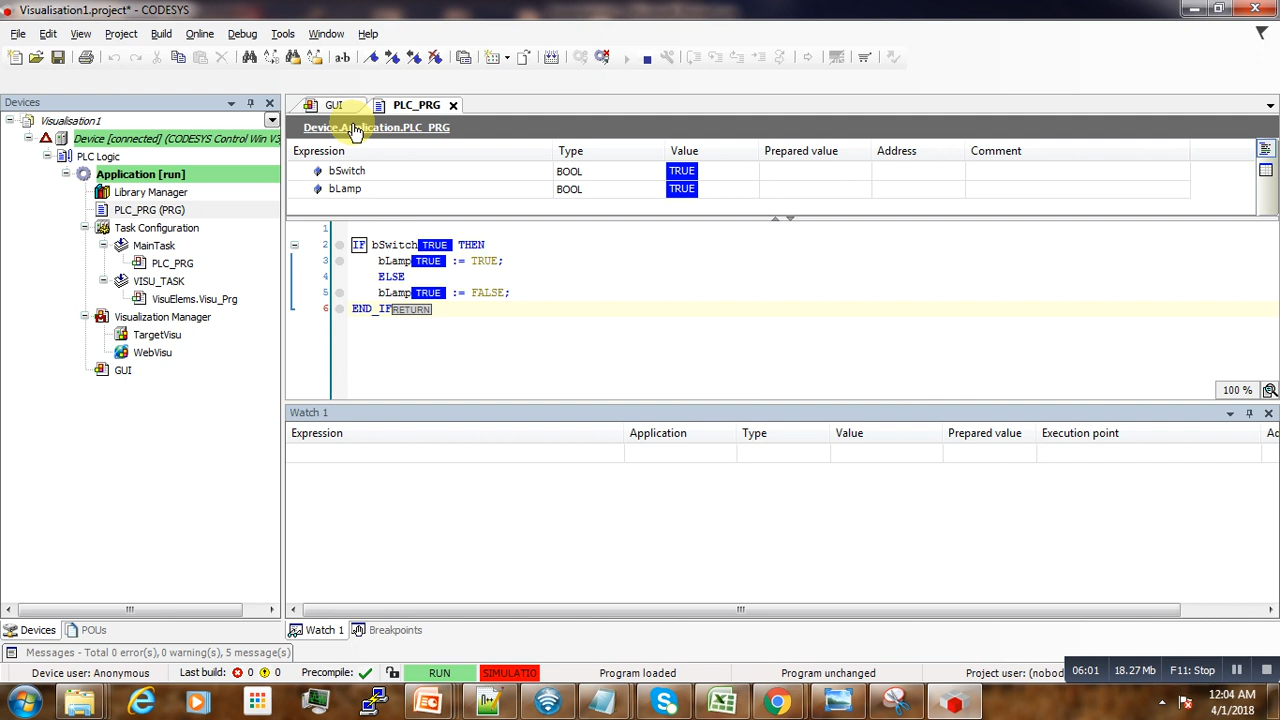 Visualisation1.project* - CODESYS
File Edit View Project Build Online Debug Tools Window Help
Devices
Visualisation1
Device [connected] (CODESYS Control Win V3
PLC Logic
Application [run]
Library Manager
PLC_PRG (PRG)
Task Configuration
MainTask
PLC_PRG
VISU_TASK
VisuElems.Visu_Prg
Visualization Manager
TargetVisu
WebVisu
GUI
Devices POUs
GUI PLC_PRG
Device.Application.PLC_PRG
Expression Type Value Prepared value Address Comment
bSwitch BOOL TRUE
bLamp BOOL TRUE
1
2 IF bSwitch TRUE THEN
3 bLamp TRUE := TRUE;
4 ELSE
5 bLamp TRUE := FALSE;
6 END_IF RETURN
100 %
Watch 1
Expression Application Type Value Prepared value Execution point Ad
Watch 1 Breakpoints
Messages - Total 0 error(s), 0 warning(s), 5 message(s)
Device user: Anonymous Last build: 0 0 Precompile: RUN SIMULATIO Program loaded Program unchanged Project user: (nobod
06:01 18.27 Mb F11: Stop
12:04 AM
4/1/2018